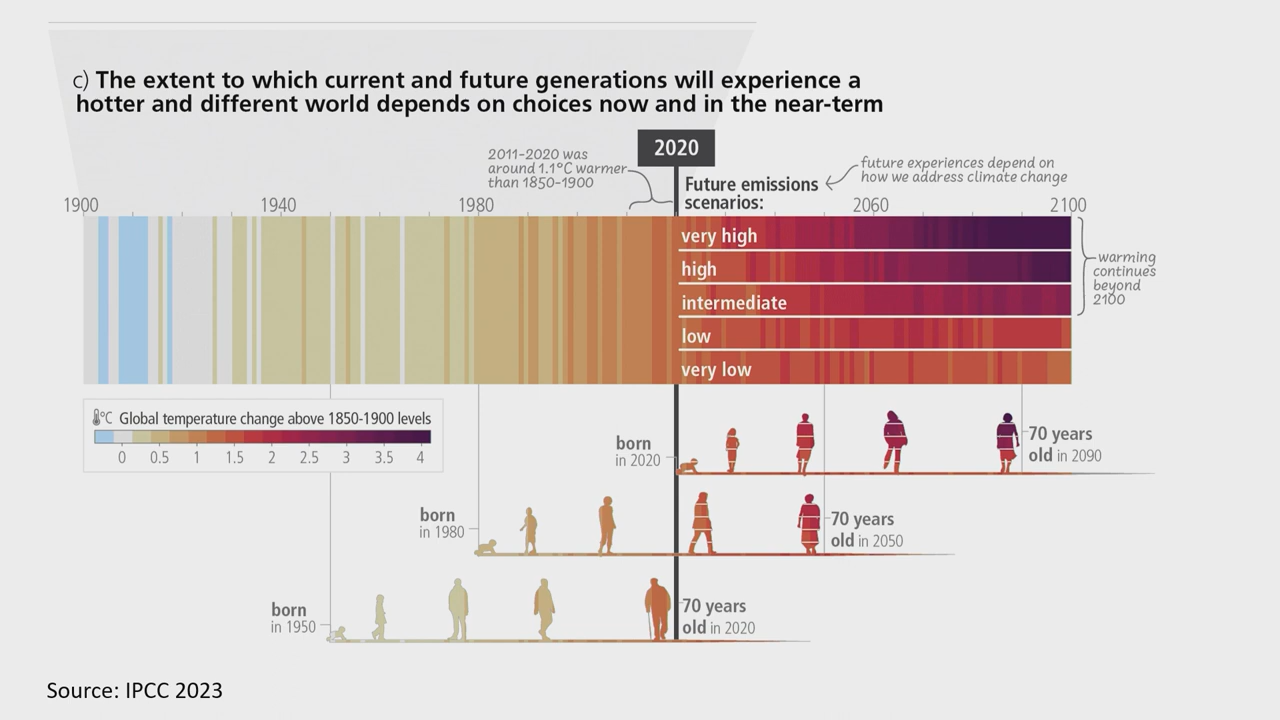 c) The extent to which current and future generations will experience a
hotter and different world depends on choices now and in the near-term
2020
2011-2020 was
around 1.1°C warmer
than 1850-1900
future experiences depend on
how we address climate change
Future emissions
scenarios:
1900 1940 1980 2060 2100
very high
high
intermediate
low
very low
warming
continues
beyond
2100
°C Global temperature change above 1850-1900 levels
0 0.5 1 1.5 2 2.5 3 3.5 4
born
in 2020
70 years
old in 2090
born
in 1980
70 years
old in 2050
born
in 1950
70 years
old in 2020
Source: IPCC 2023